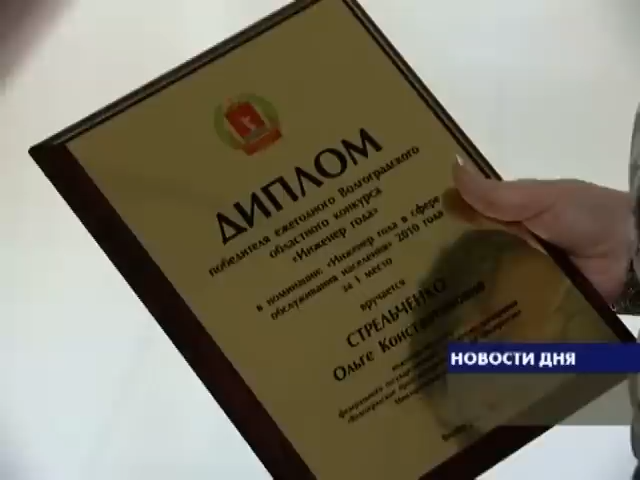 ДИПЛОМ
победителя ежегодного Волгоградского
областного конкурса
«Инженер года»
в номинации: «Инженер года в сфере
обслуживания населения» 2010 года
за 1 место
вручается
СТРЕЛЬЧЕНКО
Ольге Константиновне
НОВОСТИ ДНЯ